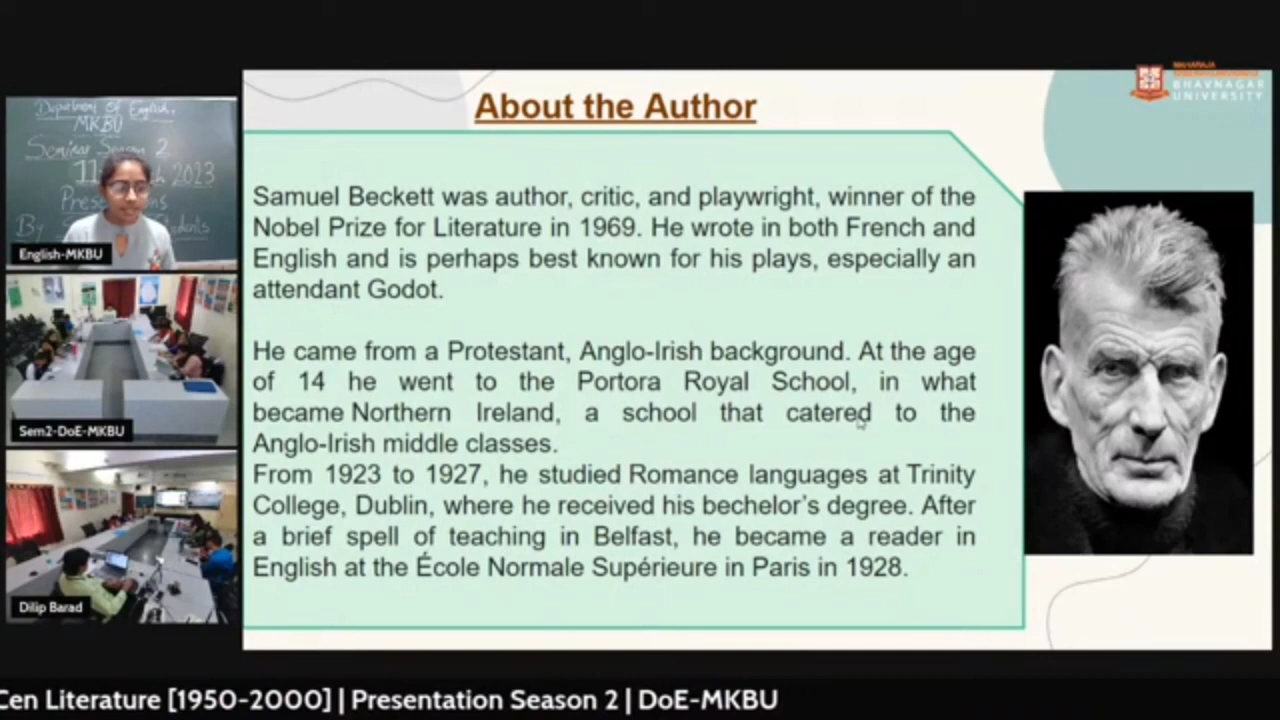 About the Author
BHAVNAGAR
UNIVERSITY
Department of English,
MKBU
Seminar Season 2
11
2023
By
English-MKBU
Sem2-DoE-MKBU
Dilip Barad
Samuel Beckett was author, critic, and playwright, winner of the
Nobel Prize for Literature in 1969. He wrote in both French and
English and is perhaps best known for his plays, especially an
attendant Godot.
He came from a Protestant, Anglo-Irish background. At the age
of 14 he went to the Portora Royal School, in what
became Northern Ireland, a school that catered to the
Anglo-Irish middle classes.
From 1923 to 1927, he studied Romance languages at Trinity
College, Dublin, where he received his bechelor’s degree. After
a brief spell of teaching in Belfast, he became a reader in
English at the École Normale Supérieure in Paris in 1928.
Cen Literature [1950-2000] | Presentation Season 2 | DoE-MKBU